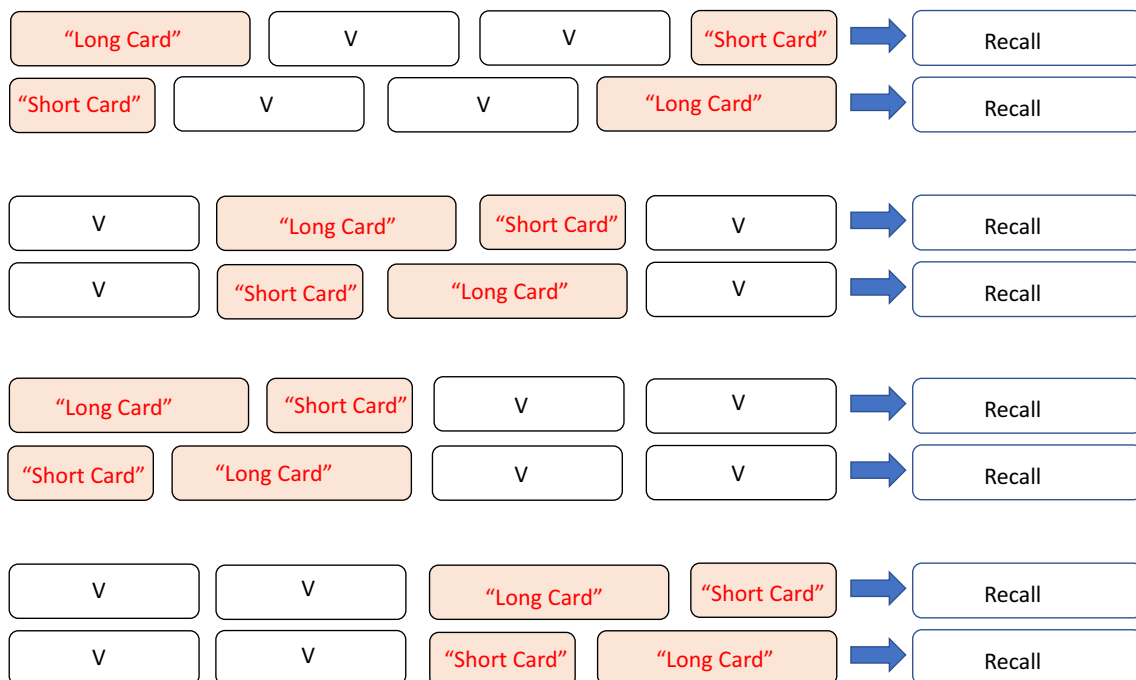 “Long Card” V V “Short Card” Recall
“Short Card” V V “Long Card” Recall
V “Long Card” “Short Card” V Recall
V “Short Card” “Long Card” V Recall
“Long Card” “Short Card” V V Recall
“Short Card” “Long Card” V V Recall
V V “Long Card” “Short Card” Recall
V V “Short Card” “Long Card” Recall